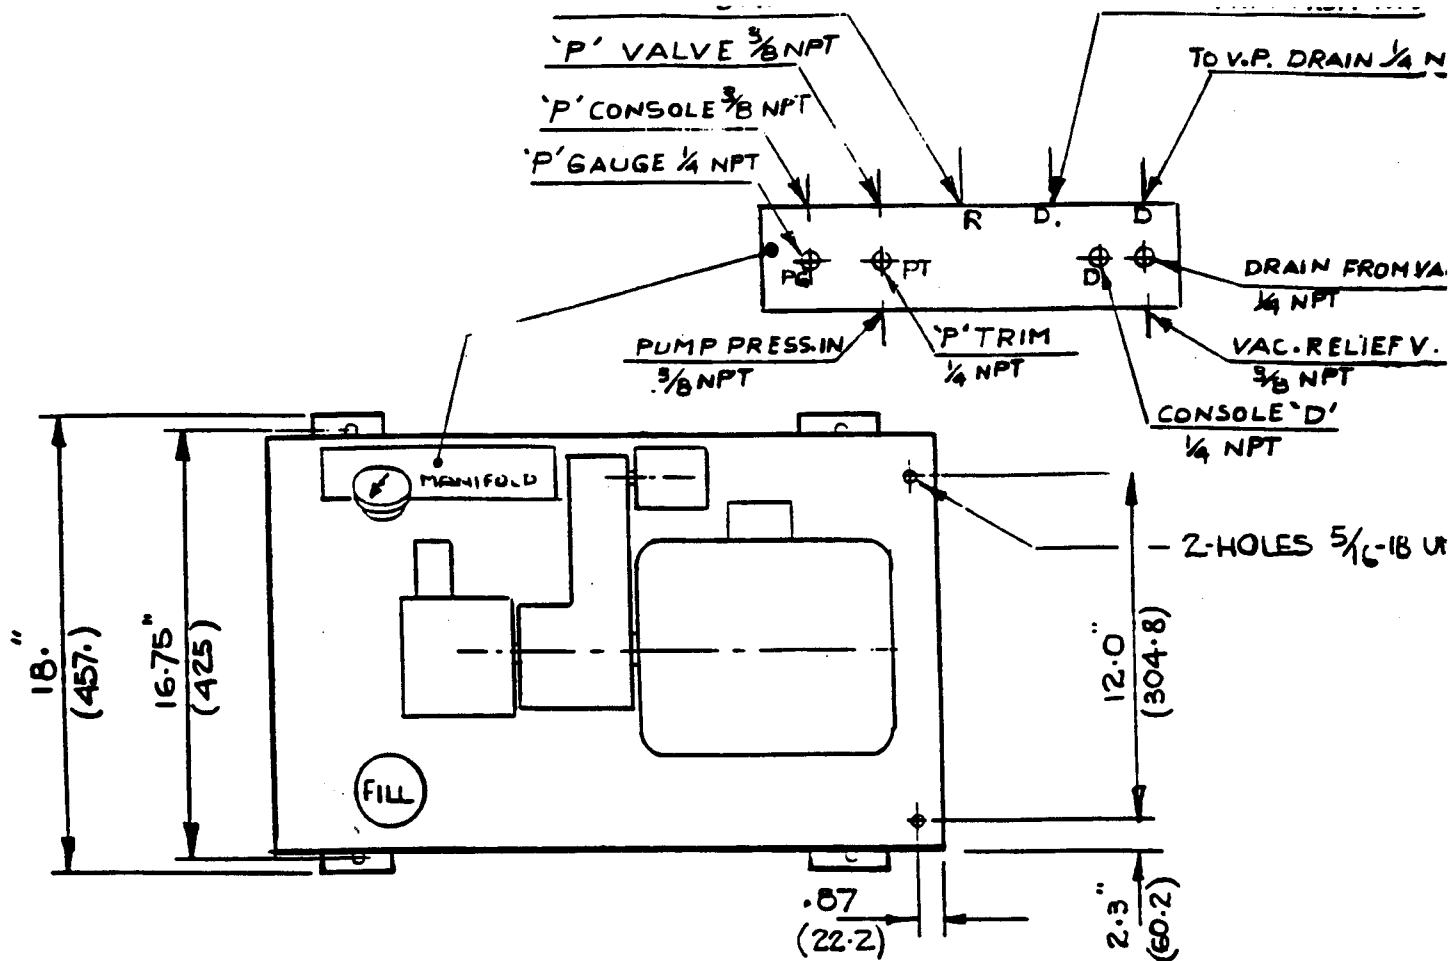 'P' VALVE 3/8 NPT
TO V.P. DRAIN 1/4 N
'P' CONSOLE 3/8 NPT
'P' GAUGE 1/4 NPT
R D. D
PG PT D
DRAIN FROM VA
1/4 NPT
PUMP PRESS.IN
3/8 NPT
'P' TRIM
1/4 NPT
VAC. RELIEF V.
3/8 NPT
CONSOLE 'D'
1/4 NPT
MANIFOLD
2-HOLES 5/16-18 UN
18."
(457.)
16.75"
(425)
12.0"
(304.8)
FILL
.87
(22.2)
2.3"
(60.2)